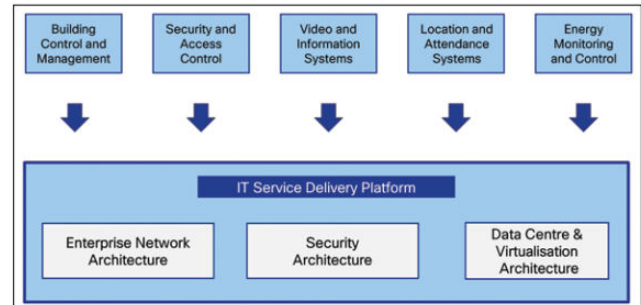 Building
Control and
Management
Security and
Access
Control
Video and
Information
Systems
Location and
Attendance
Systems
Energy
Monitoring
and Control
IT Service Delivery Platform
Enterprise Network
Architecture
Security
Architecture
Data Centre &
Virtualisation
Architecture